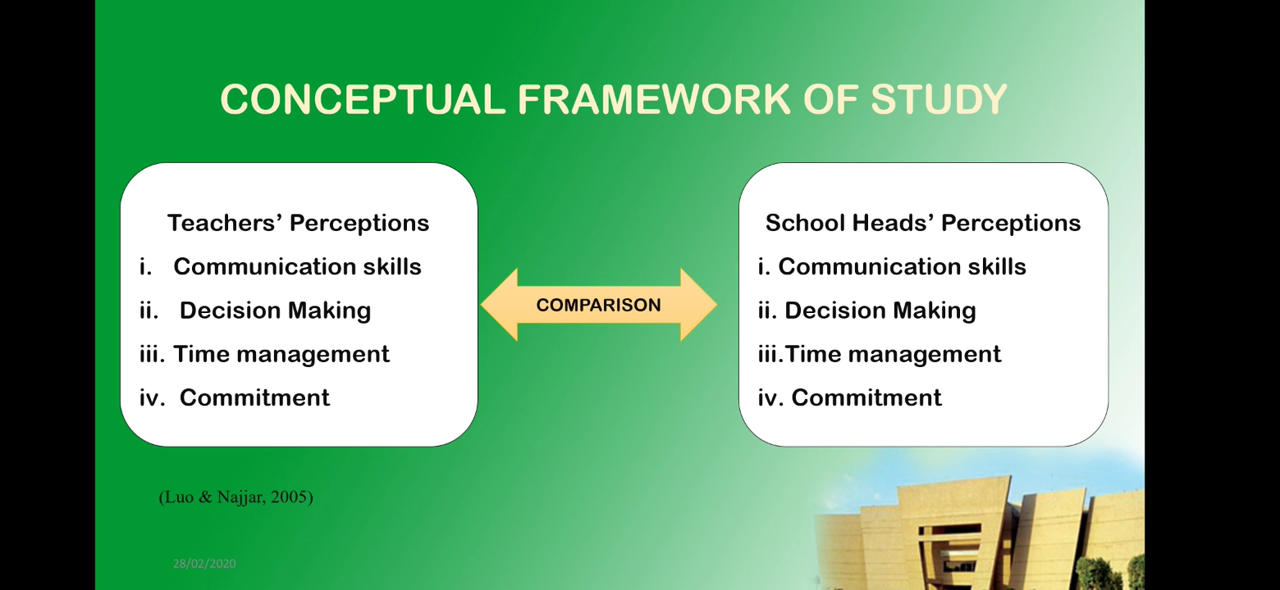 CONCEPTUAL FRAMEWORK OF STUDY
Teachers’ Perceptions
i. Communication skills
ii. Decision Making
iii. Time management
iv. Commitment
COMPARISON
School Heads’ Perceptions
i. Communication skills
ii. Decision Making
iii.Time management
iv. Commitment
(Luo & Najjar, 2005)
28/02/2020